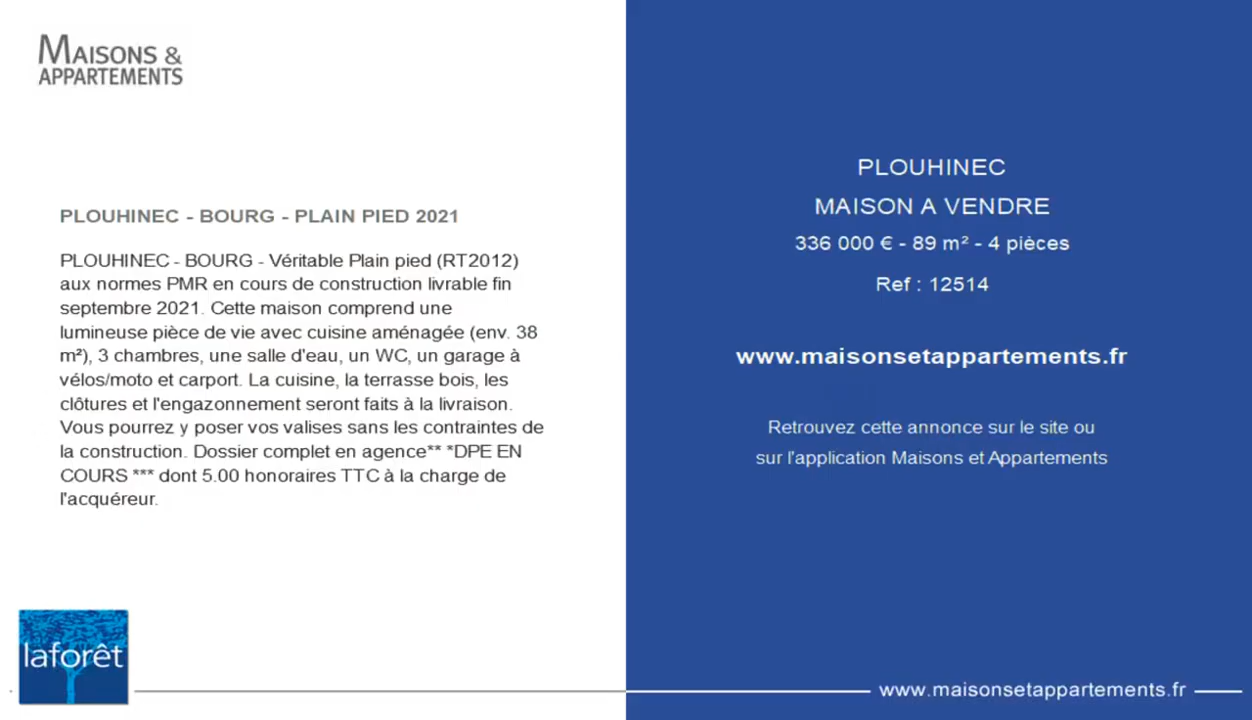 MAISONS &
APPARTEMENTS
PLOUHINEC - BOURG - PLAIN PIED 2021
PLOUHINEC - BOURG - Véritable Plain pied (RT2012)
aux normes PMR en cours de construction livrable fin
septembre 2021. Cette maison comprend une
lumineuse pièce de vie avec cuisine aménagée (env. 38
m²), 3 chambres, une salle d'eau, un WC, un garage à
vélos/moto et carport. La cuisine, la terrasse bois, les
clôtures et l'engazonnement seront faits à la livraison.
Vous pourrez y poser vos valises sans les contraintes de
la construction. Dossier complet en agence** *DPE EN
COURS *** dont 5.00 honoraires TTC à la charge de
l'acquéreur.
laforêt
PLOUHINEC
MAISON A VENDRE
336 000 € - 89 m² - 4 pièces
Ref : 12514
www.maisonsetappartements.fr
Retrouvez cette annonce sur le site ou
sur l'application Maisons et Appartements
www.maisonsetappartements.fr